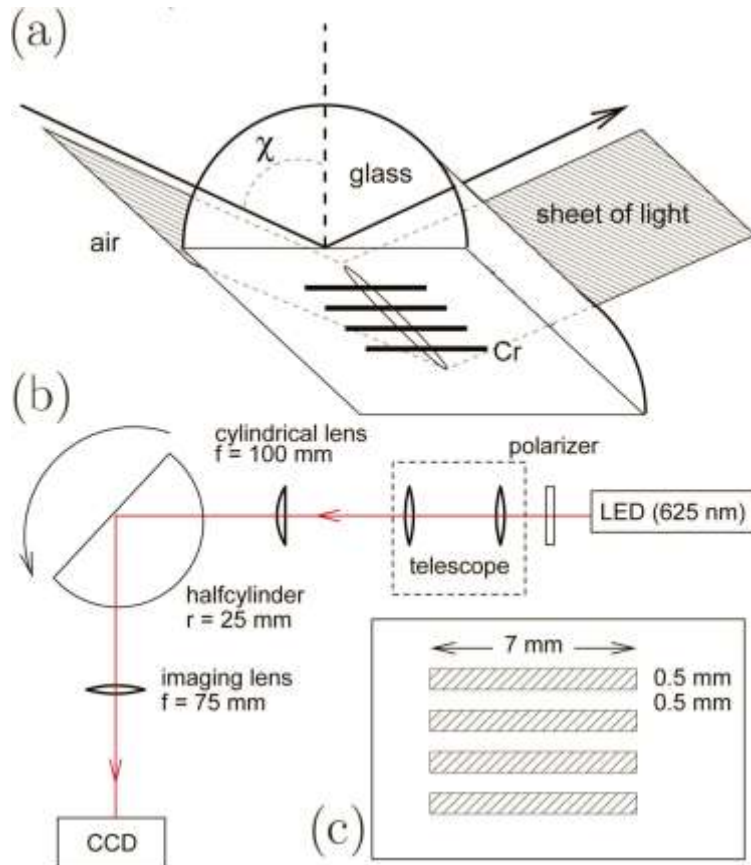 (a)
χ
glass
air
sheet of light
Cr
(b)
cylindrical lens
f = 100 mm
polarizer
LED (625 nm)
telescope
halfcylinder
r = 25 mm
imaging lens
f = 75 mm
CCD
7 mm
0.5 mm
0.5 mm
(c)